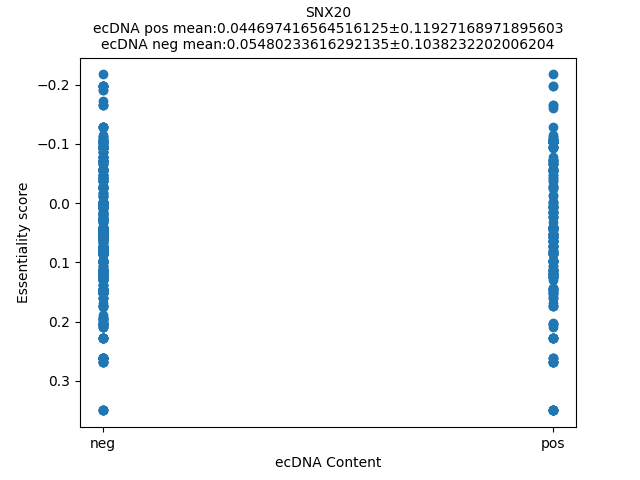 SNX20
ecDNA pos mean:0.044697416564516125±0.11927168971895603
ecDNA neg mean:0.05480233616292135±0.1038232202006204
−0.2
−0.1
0.0
0.1
0.2
0.3
Essentiality score
neg
pos
ecDNA Content